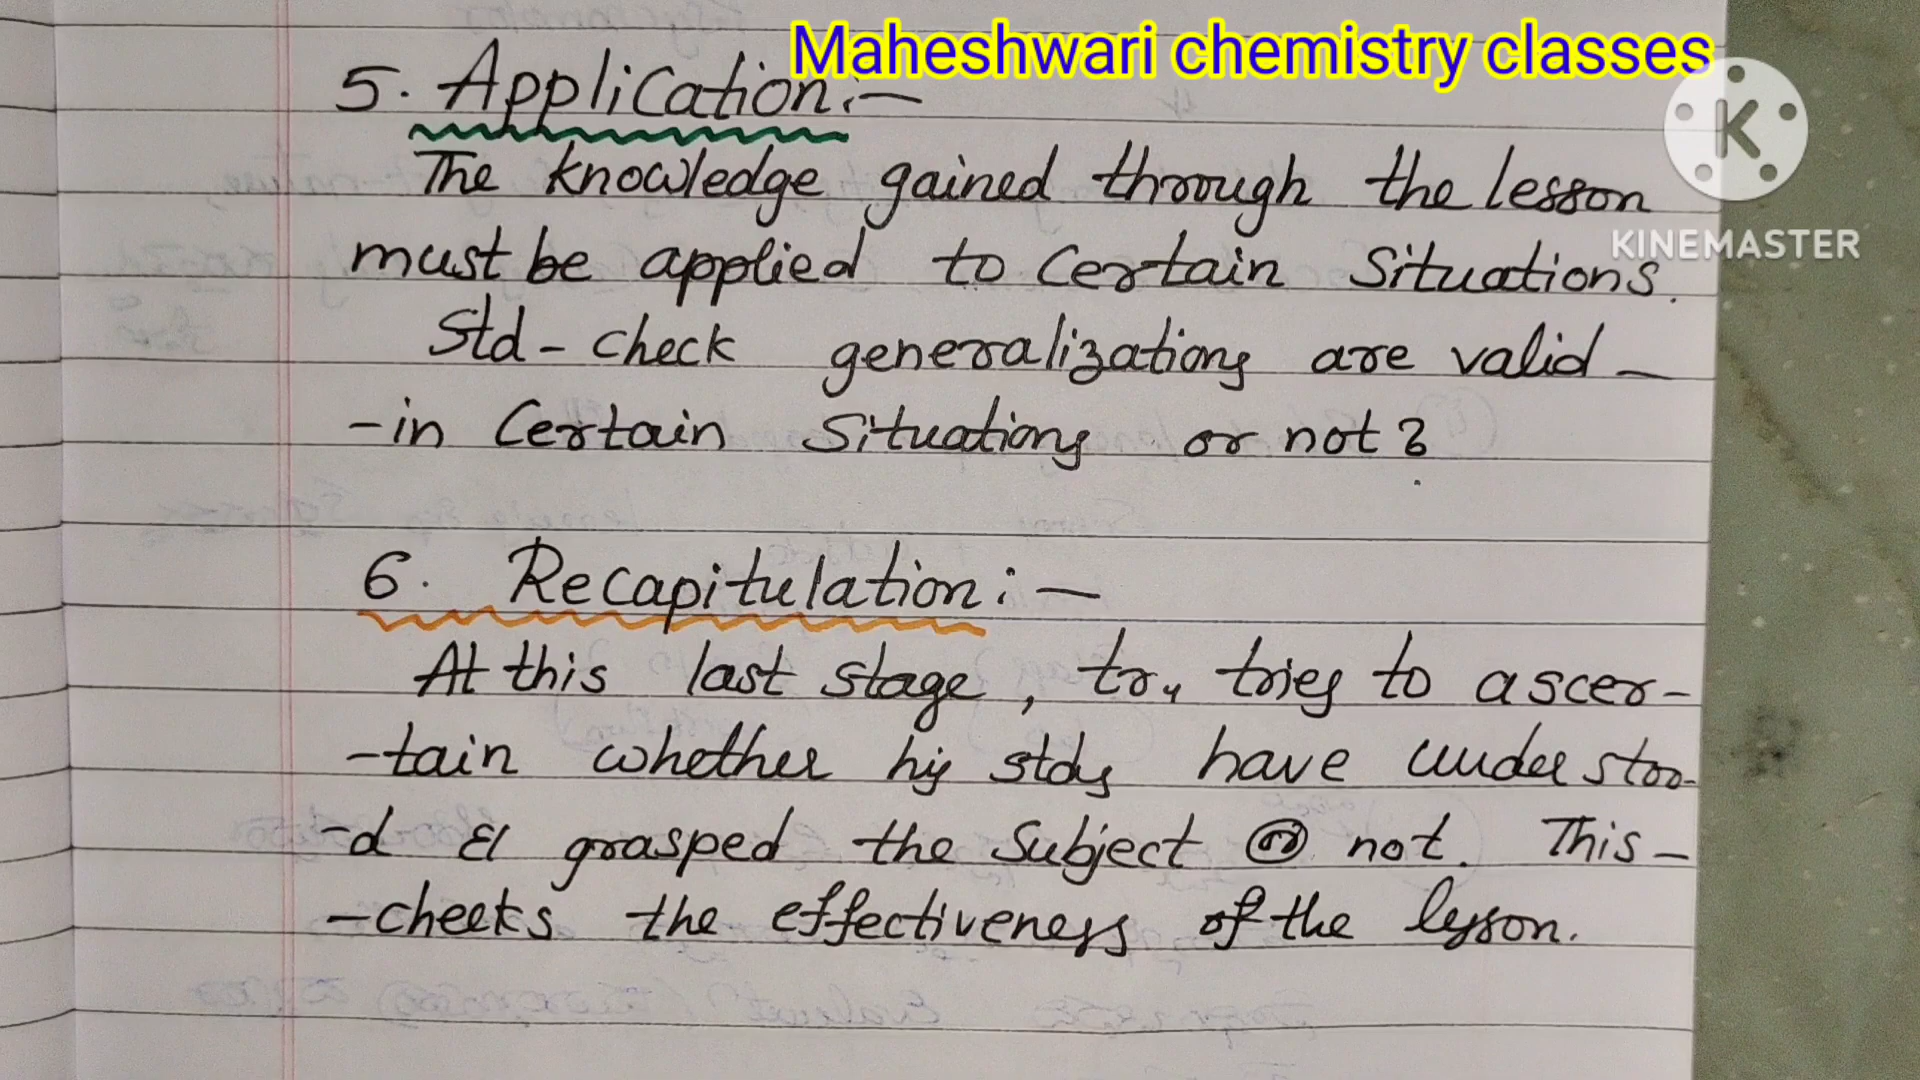 Maheshwari chemistry classes
5. Application:-
KINEMASTER
The knowledge gained through the lesson
must be applied to Certain Situations.
Std - check generalizations are valid -
-in Certain Situations or not?
6. Recapitulation:-
At this last stage, tr, tries to ascer-
-tain whether his stds have understoo-
-d & grasped the Subject or not. This-
-checks the effectiveness of the lesson.